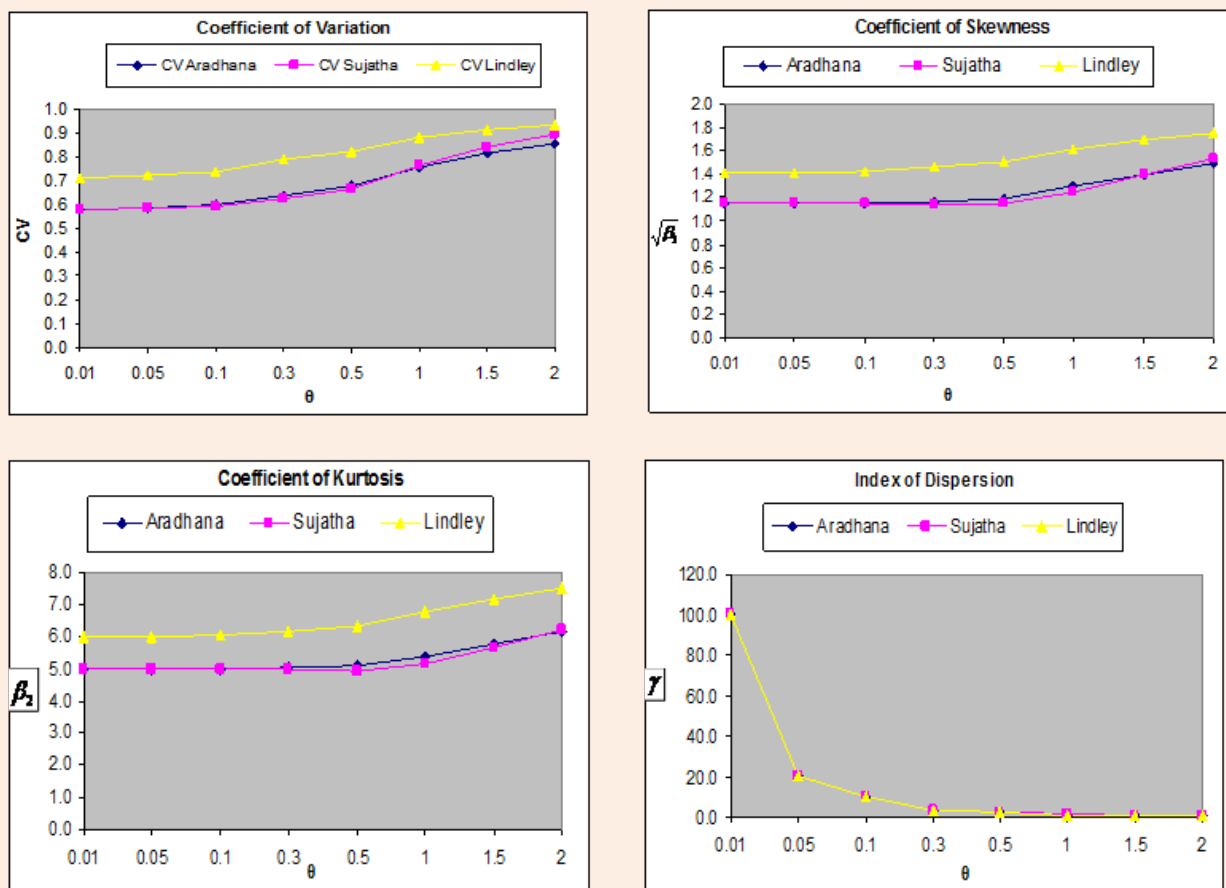 Coefficient of Variation
CV Aradhana CV Sujatha CV Lindley
1.0
0.9
0.8
0.7
0.6
0.5
0.4
0.3
0.2
0.1
0.0
CV
0.01 0.05 0.1 0.3 0.5 1 1.5 2
θ
Coefficient of Skewness
Aradhana Sujatha Lindley
2.0
1.8
1.6
1.4
1.2
1.0
0.8
0.6
0.4
0.2
0.0
√β₁
0.01 0.05 0.1 0.3 0.5 1 1.5 2
θ
Coefficient of Kurtosis
Aradhana Sujatha Lindley
8.0
7.0
6.0
5.0
4.0
3.0
2.0
1.0
0.0
β₂
0.01 0.05 0.1 0.3 0.5 1 1.5 2
θ
Index of Dispersion
Aradhana Sujatha Lindley
120.0
100.0
80.0
60.0
40.0
20.0
0.0
γ
0.01 0.05 0.1 0.3 0.5 1 1.5 2
θ